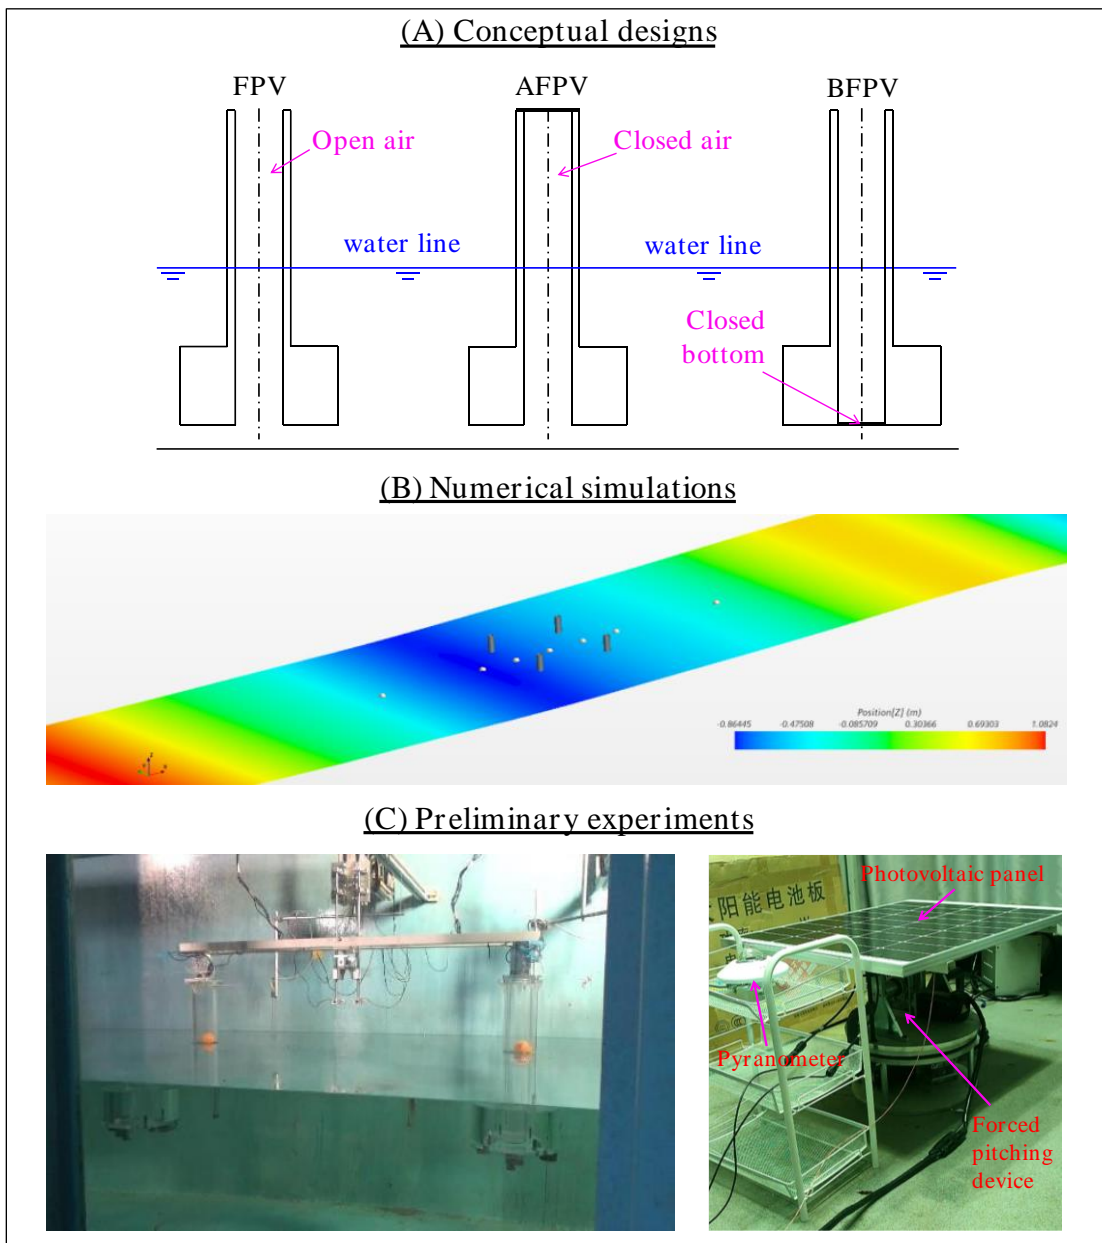 (A) Conceptual designs
FPV
AFPV
BFPV
Open air
Closed air
water line
water line
Closed
bottom
(B) Numerical simulations
Position[Z] (m)
-0.86445
-0.47508
-0.085709
0.30366
0.69303
1.0824
(C) Preliminary experiments
Photovoltaic panel
阳能电池板
Pyranometer
Forced
pitching
device